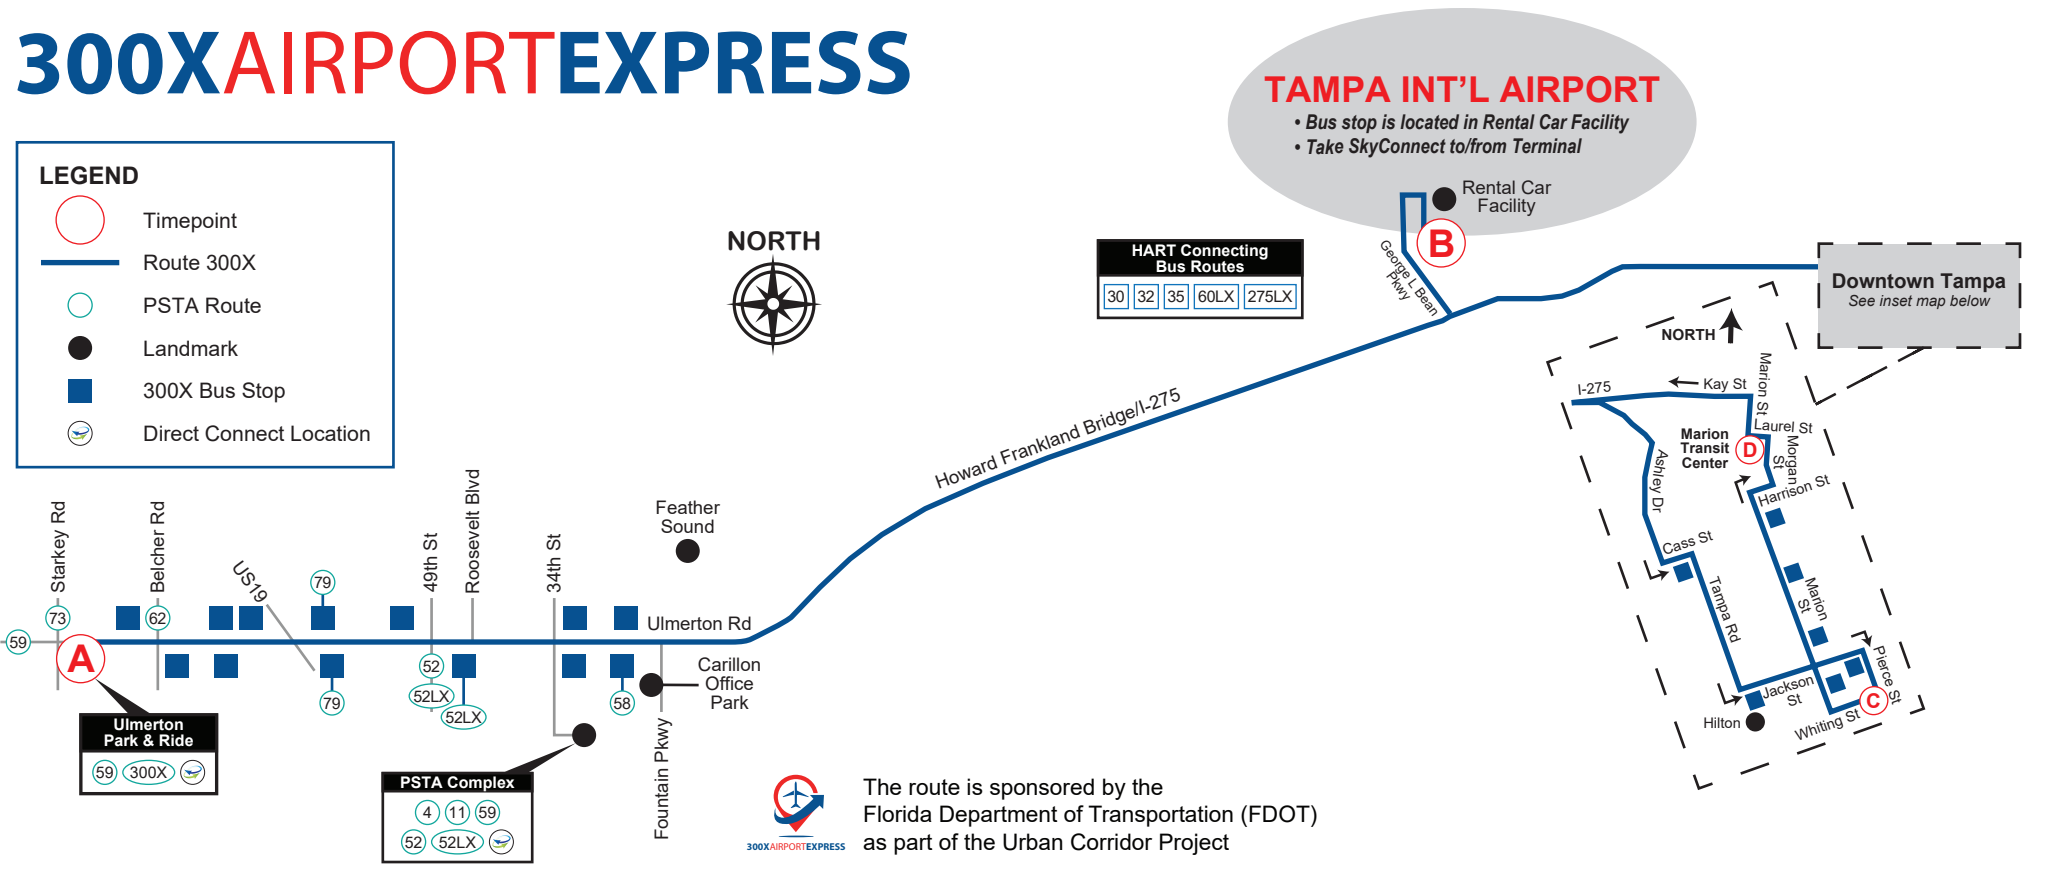 300XAIRPORTEXPRESS
TAMPA INT’L AIRPORT
• Bus stop is located in Rental Car Facility
• Take SkyConnect to/from Terminal
Rental Car
Facility
B
George L Bean
Pkwy
LEGEND
Timepoint
Route 300X
PSTA Route
Landmark
300X Bus Stop
Direct Connect Location
NORTH
HART Connecting
Bus Routes
30 32 35 60LX 275LX
Downtown Tampa
See inset map below
NORTH
I-275
Kay St
Marion St
Laurel St
Marion
Transit
Center
D
Morgan
St
Harrison St
Ashley Dr
Cass St
Tampa Rd
Marion
St
Pierce St
Jackson
St
C
Whiting St
Hilton
Howard Frankland Bridge/I-275
Feather
Sound
Starkey Rd
Belcher Rd
US19
49th St
Roosevelt Blvd
34th St
Ulmerton Rd
73
62
79
59
A
52
52LX
52LX
79
58
Carillon
Office
Park
Fountain Pkwy
Ulmerton
Park & Ride
59 300X
PSTA Complex
4 11 59
52 52LX
300XAIRPORTEXPRESS
The route is sponsored by the
Florida Department of Transportation (FDOT)
as part of the Urban Corridor Project